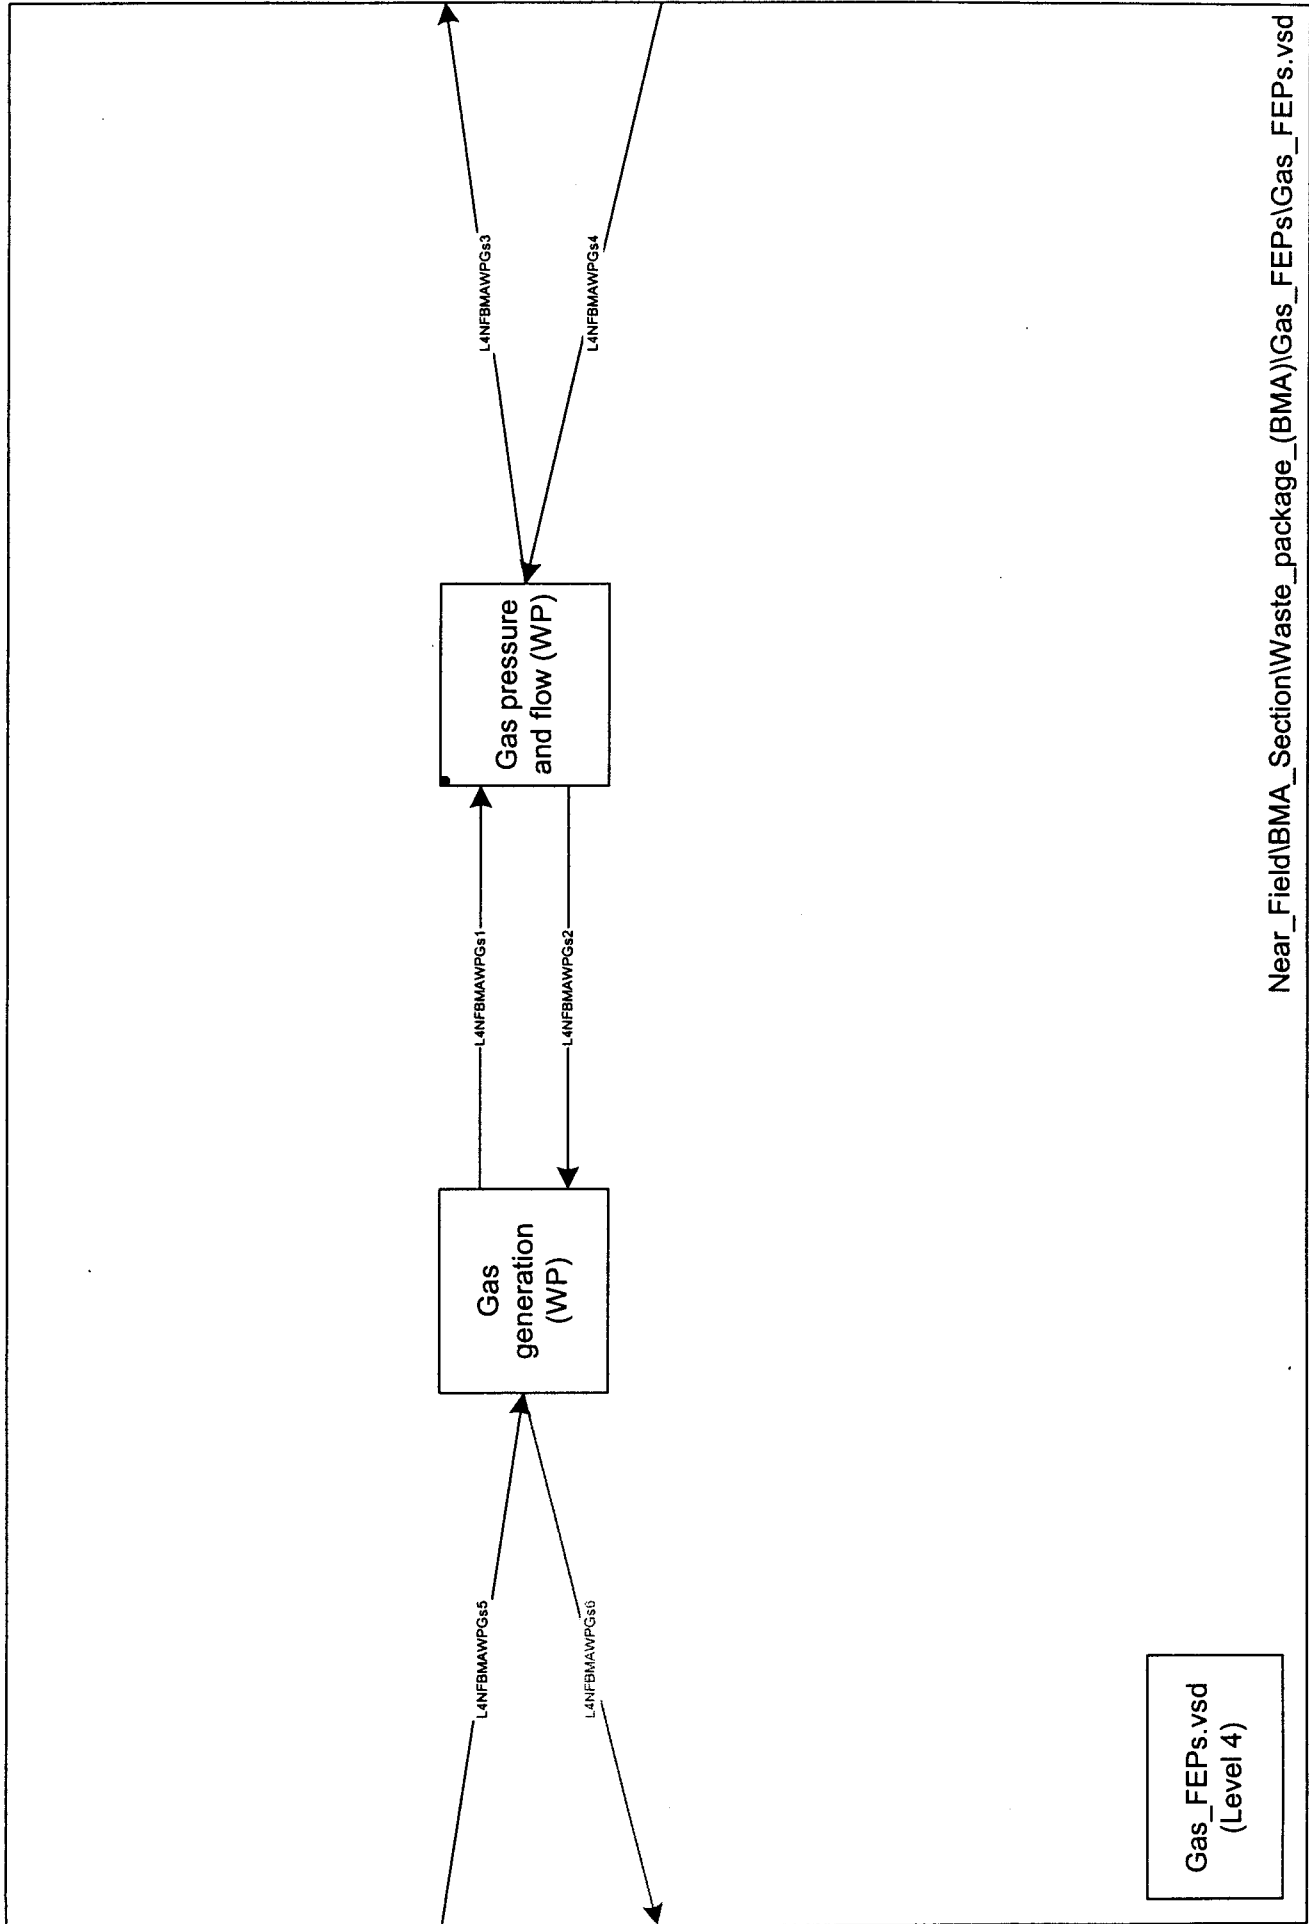 L4NFBMAWPGs5
L4NFBMAWPGs6
Gas
generation
(WP)
L4NFBMAWPGs1
L4NFBMAWPGs2
Gas pressure
and flow (WP)
L4NFBMAWPGs3
L4NFBMAWPGs4
Gas_FEPs.vsd
(Level 4)
Near_Field\BMA_Section\Waste_package_(BMA)\Gas_FEPs\Gas_FEPs.vsd